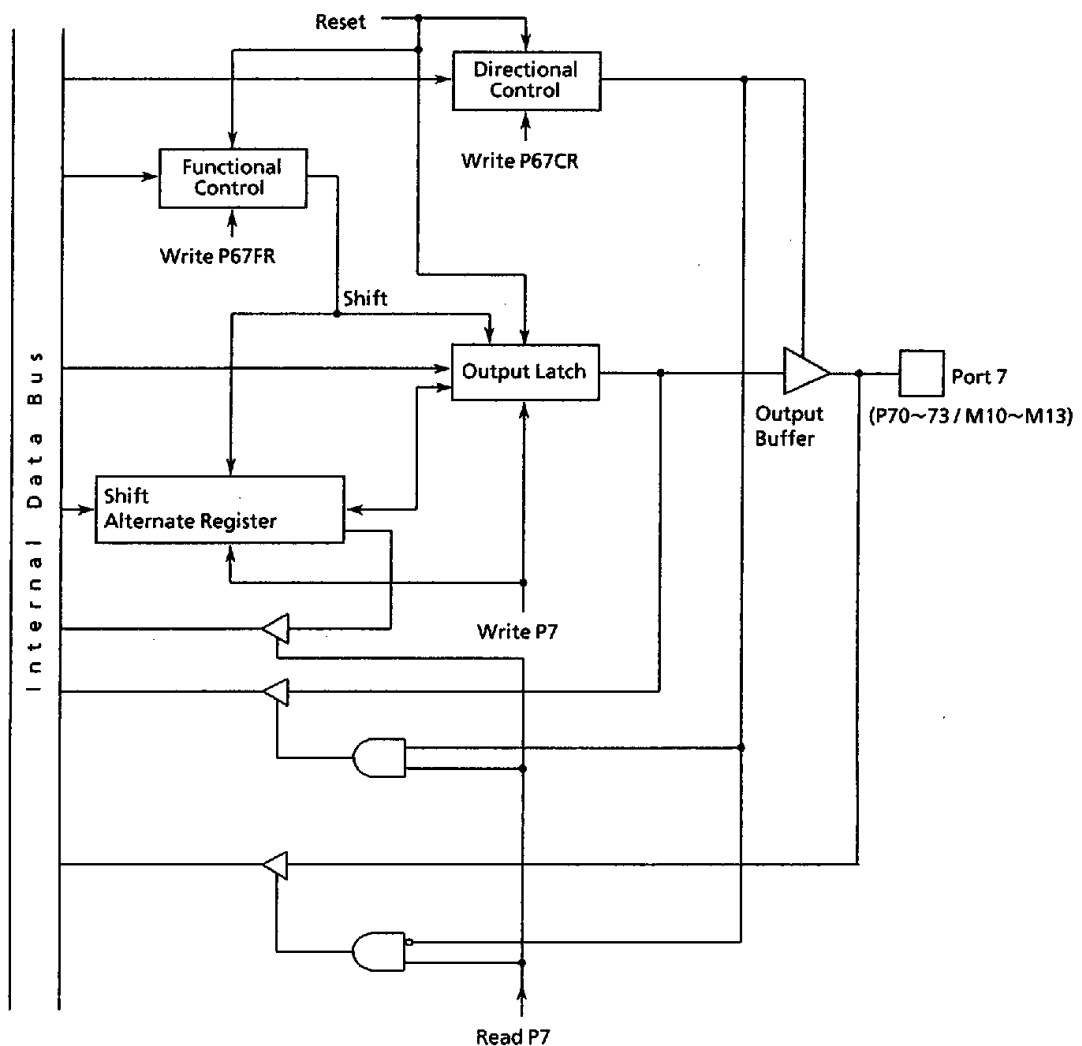 Reset
Directional
Control
Write P67CR
Functional
Control
Write P67FR
Shift
Output Latch
Port 7
(P70~73 / M10~M13)
Output
Buffer
Internal Data Bus
Shift
Alternate Register
Write P7
Read P7